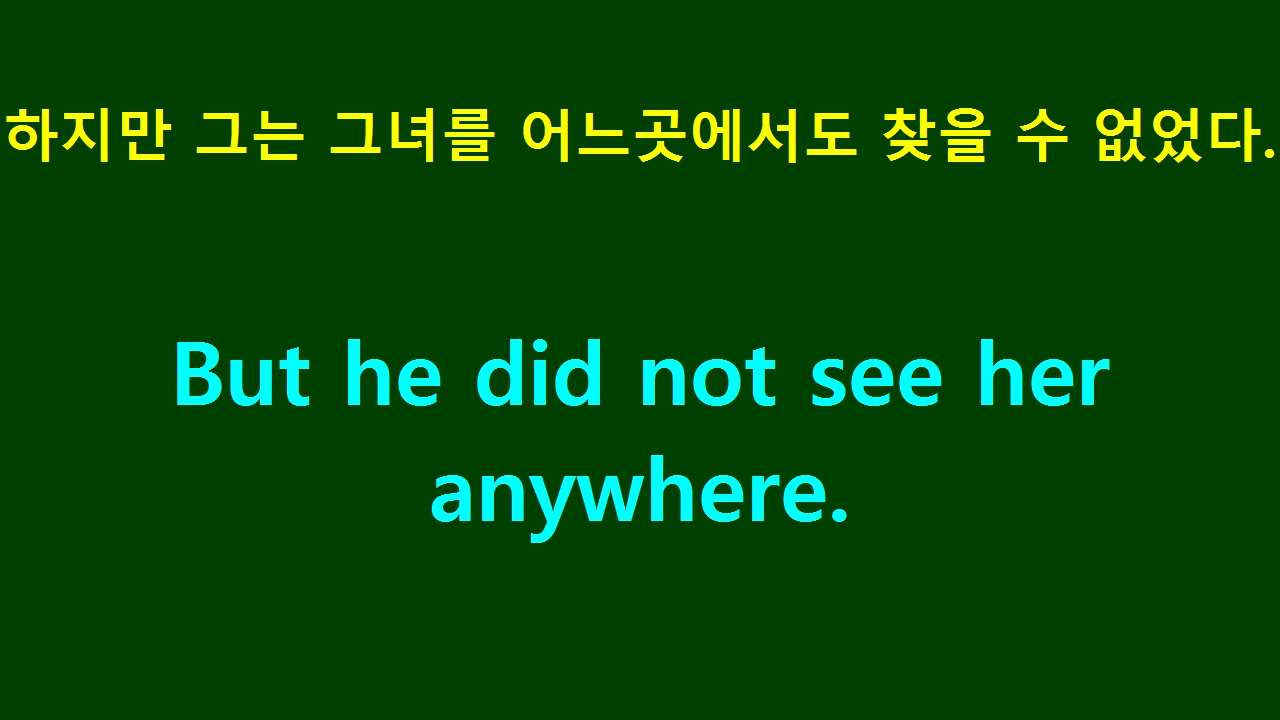 하지만 그는 그녀를 어느곳에서도 찾을 수 없었다.
But he did not see her
anywhere.